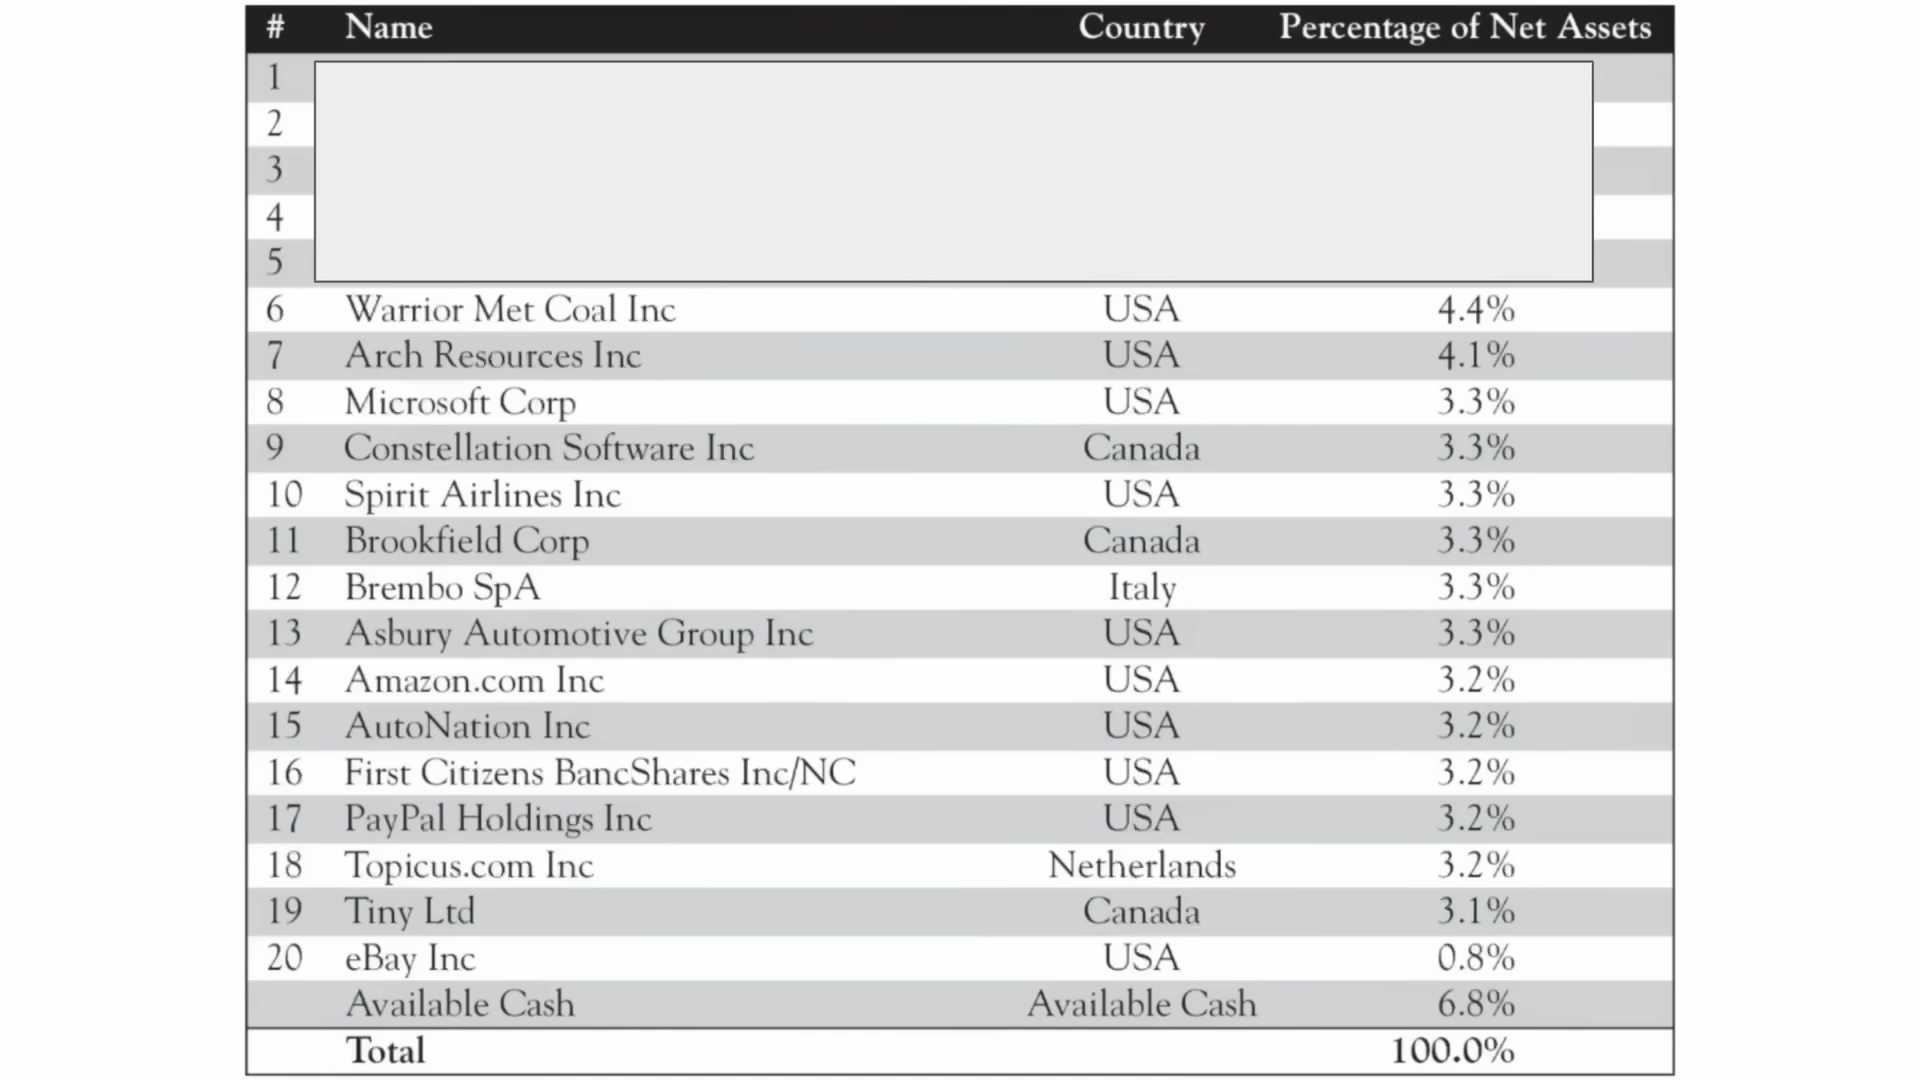 # Name Country Percentage of Net Assets
1
2
3
4
5
6 Warrior Met Coal Inc USA 4.4%
7 Arch Resources Inc USA 4.1%
8 Microsoft Corp USA 3.3%
9 Constellation Software Inc Canada 3.3%
10 Spirit Airlines Inc USA 3.3%
11 Brookfield Corp Canada 3.3%
12 Brembo SpA Italy 3.3%
13 Asbury Automotive Group Inc USA 3.3%
14 Amazon.com Inc USA 3.2%
15 AutoNation Inc USA 3.2%
16 First Citizens BancShares Inc/NC USA 3.2%
17 PayPal Holdings Inc USA 3.2%
18 Topicus.com Inc Netherlands 3.2%
19 Tiny Ltd Canada 3.1%
20 eBay Inc USA 0.8%
Available Cash Available Cash 6.8%
Total 100.0%